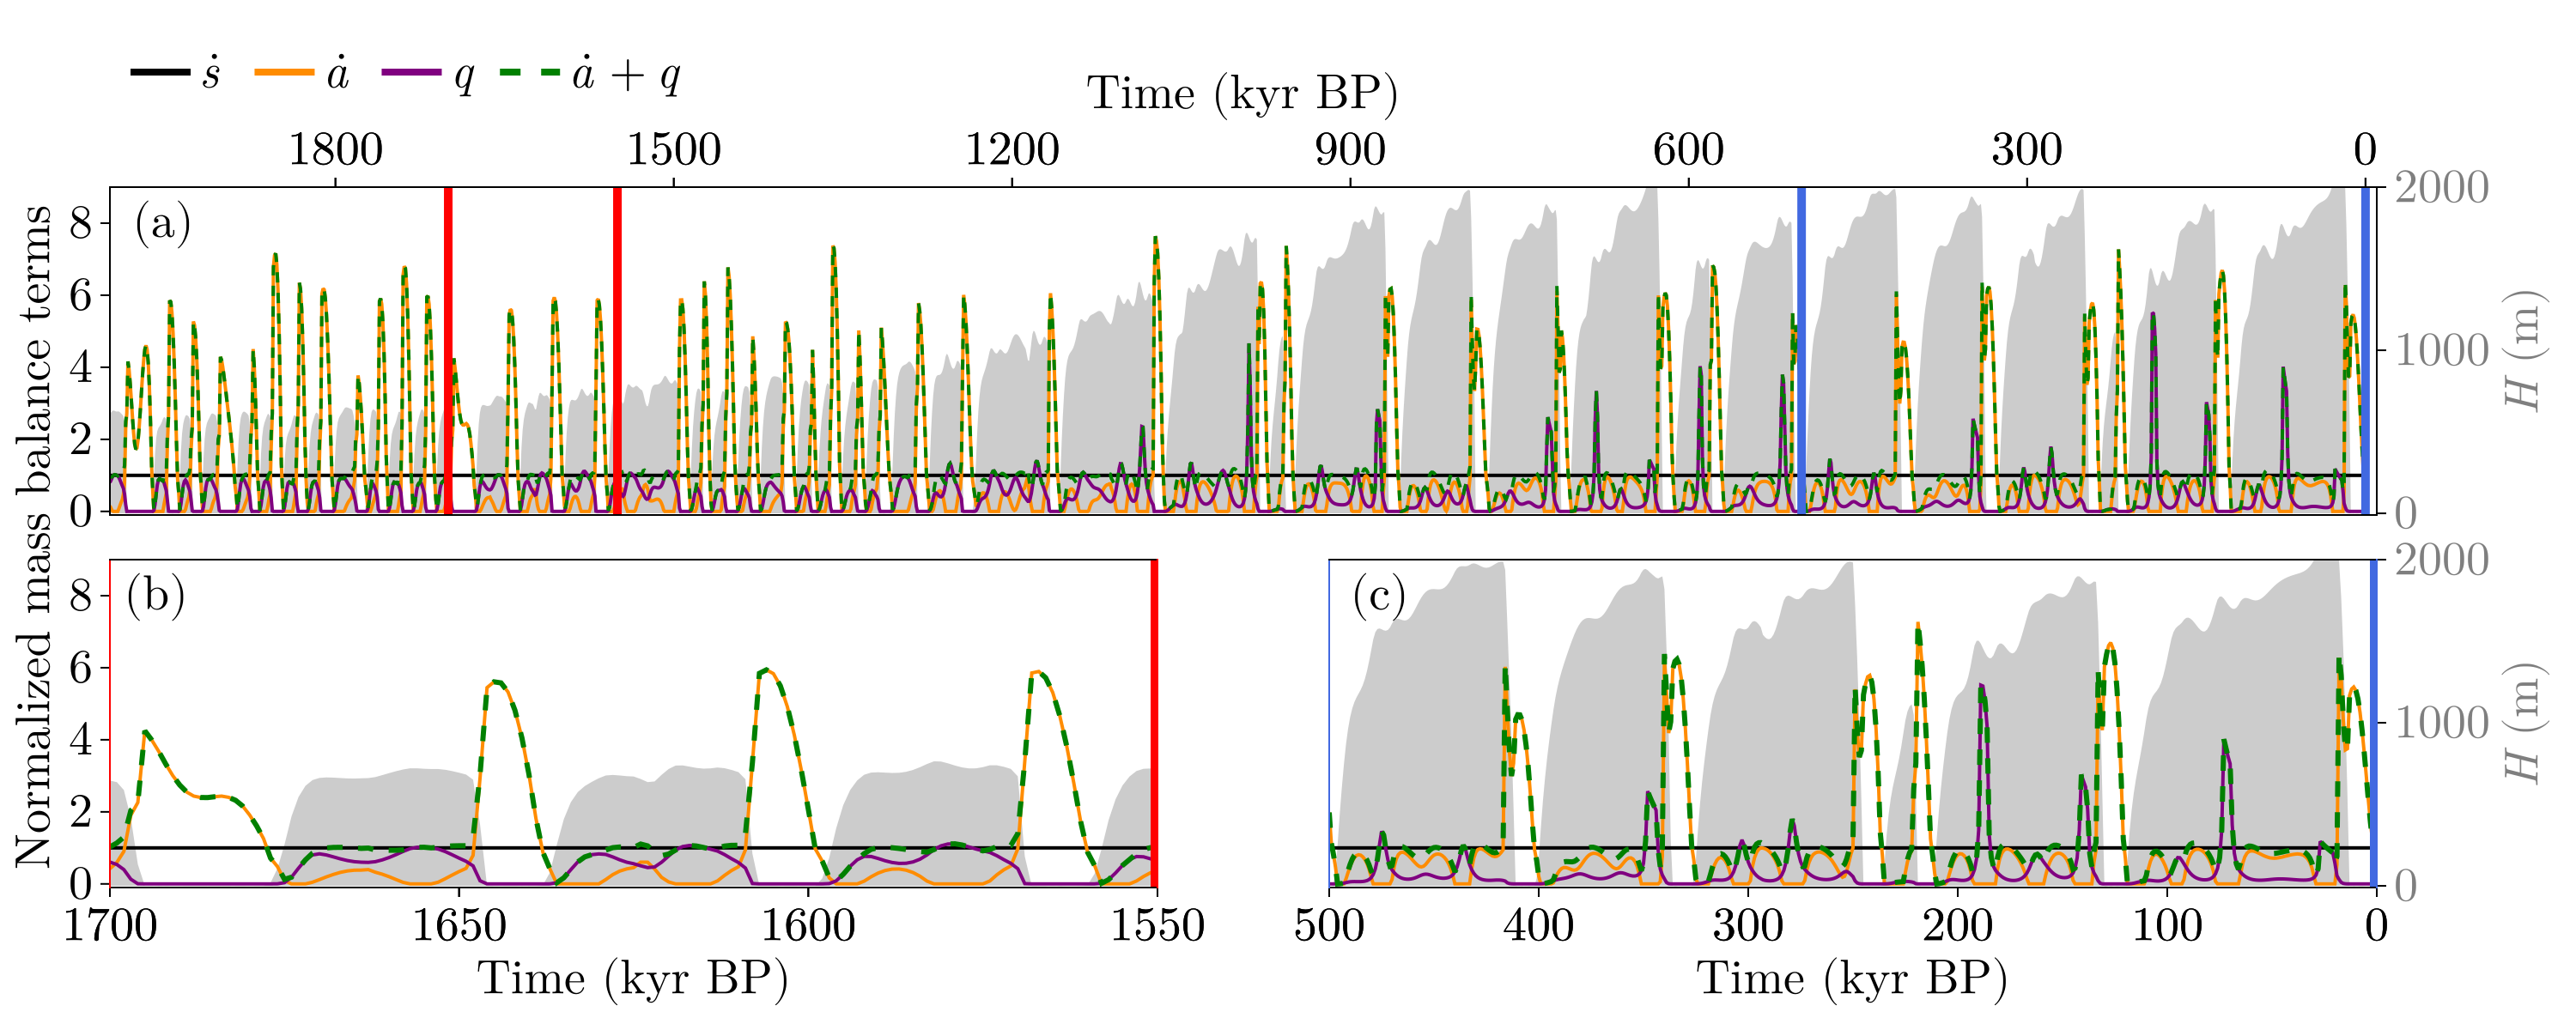 ṡ ȧ q ȧ + q
Time (kyr BP)
1800 1500 1200 900 600 300 0
Normalized mass balance terms
(a)
8
6
4
2
0
2000
1000
0
H (m)
(b)
8
6
4
2
0
1700 1650 1600 1550
Time (kyr BP)
(c)
2000
1000
0
H (m)
500 400 300 200 100 0
Time (kyr BP)